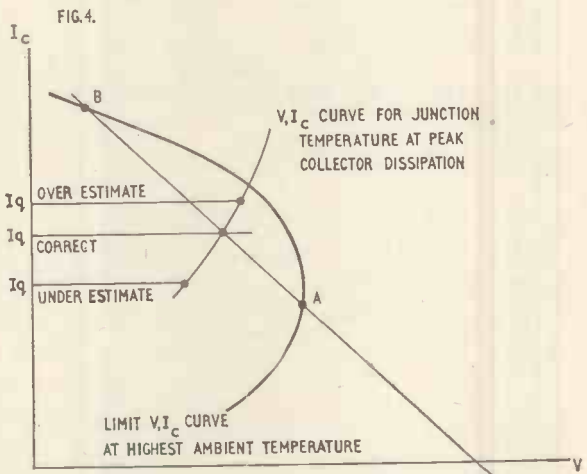 FIG.4.
Ic
B
V,Ic CURVE FOR JUNCTION
TEMPERATURE AT PEAK
COLLECTOR DISSIPATION
Iq OVER ESTIMATE
Iq CORRECT
Iq UNDER ESTIMATE
A
LIMIT V,Ic CURVE
AT HIGHEST AMBIENT TEMPERATURE
V